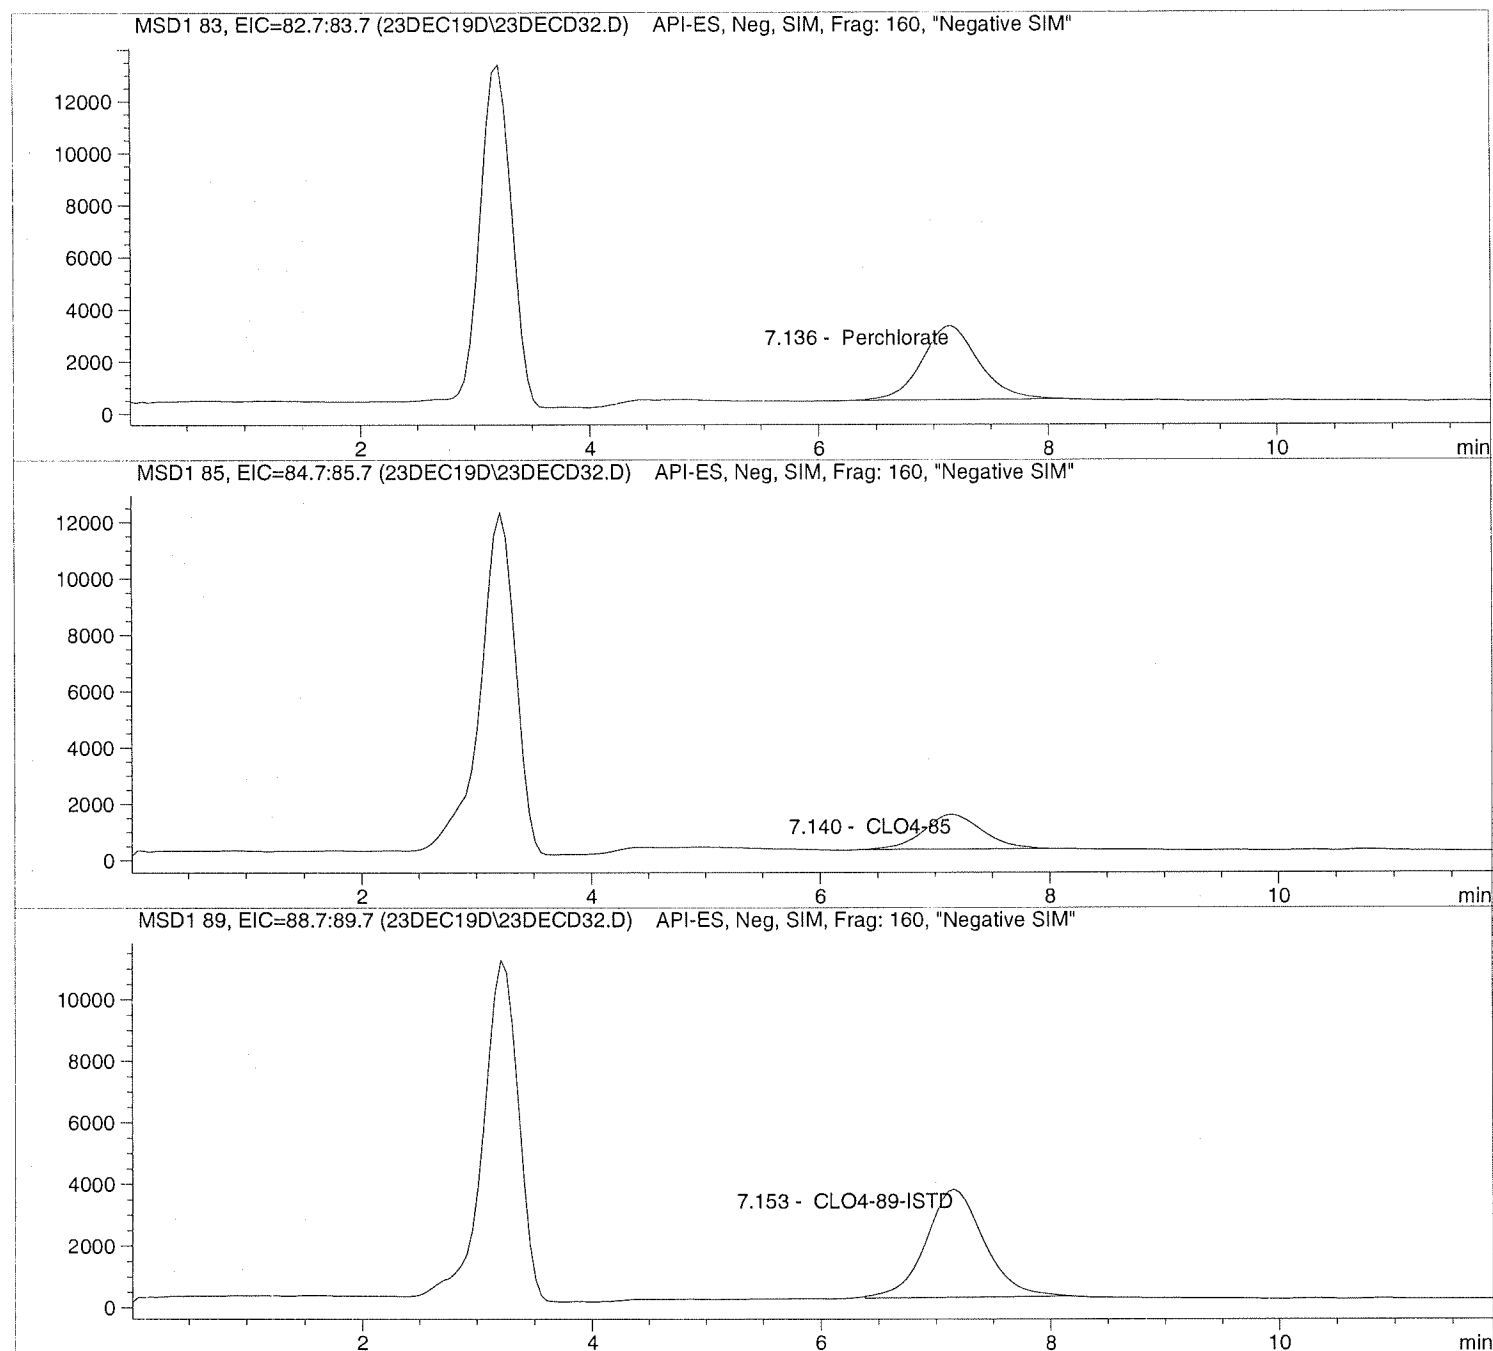 MSD1 83, EIC=82.7:83.7 (23DEC19D\23DECD32.D) API-ES, Neg, SIM, Frag: 160, "Negative SIM"
12000
10000
8000
6000
4000
7.136 - Perchlorate
2000
0
2 4 6 8 10 min
MSD1 85, EIC=84.7:85.7 (23DEC19D\23DECD32.D) API-ES, Neg, SIM, Frag: 160, "Negative SIM"
12000
10000
8000
6000
4000
2000
7.140 - CLO4-85
0
2 4 6 8 10 min
MSD1 89, EIC=88.7:89.7 (23DEC19D\23DECD32.D) API-ES, Neg, SIM, Frag: 160, "Negative SIM"
10000
8000
6000
4000
7.153 - CLO4-89-ISTD
2000
0
2 4 6 8 10 min